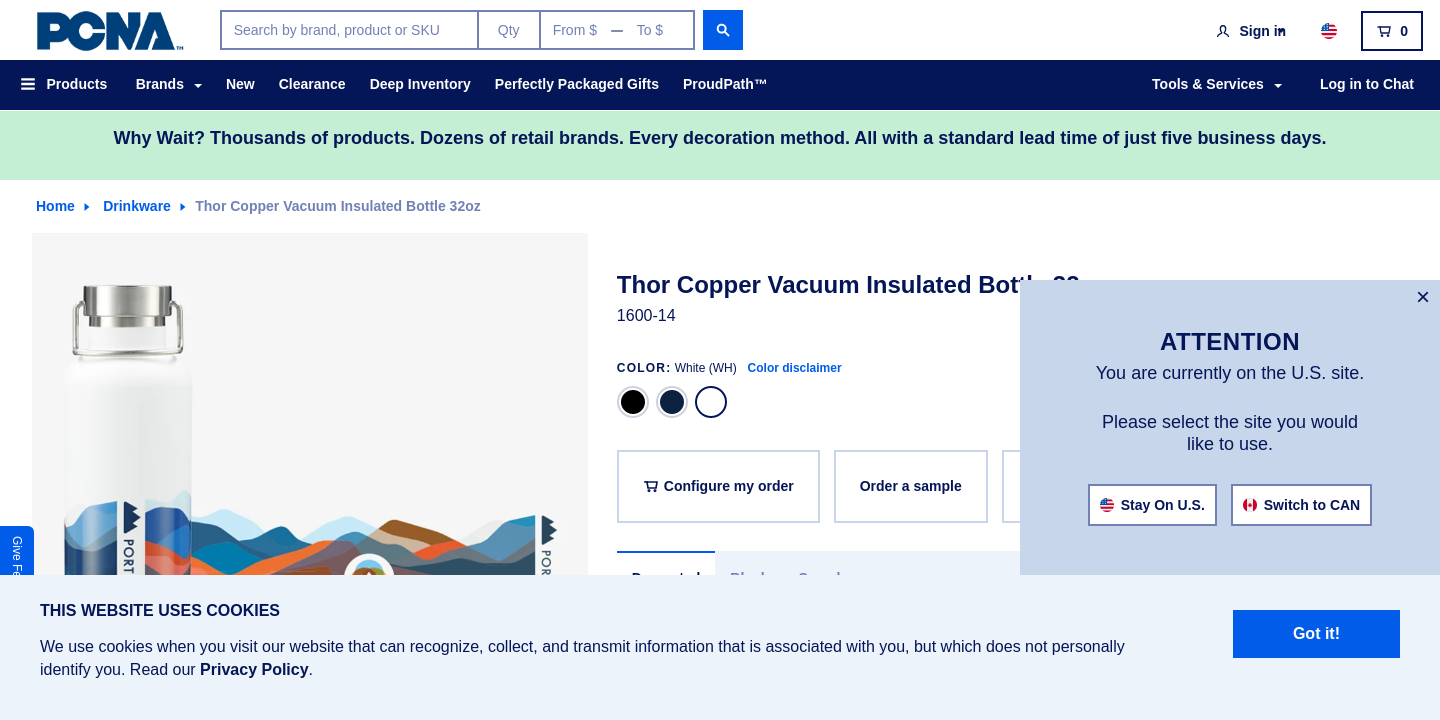 PCNA™
Search by brand, product or SKU Qty From $ — To $
Sign in
0
Products Brands New Clearance Deep Inventory Perfectly Packaged Gifts ProudPath™ Tools & Services Log in to Chat
Why Wait? Thousands of products. Dozens of retail brands. Every decoration method. All with a standard lead time of just five business days.
Home Drinkware Thor Copper Vacuum Insulated Bottle 32oz
Thor Copper Vacuum Insulated
1600-14
COLOR: White (WH) Color disclaimer
Configure my order Order a sample
×
ATTENTION
You are currently on the U.S. site.
Please select the site you would
like to use.
Stay On U.S. Switch to CAN
PORT
POR
Give
THIS WEBSITE USES COOKIES
We use cookies when you visit our website that can recognize, collect, and transmit information that is associated with you, but which does not personally
identify you. Read our Privacy Policy.
Got it!